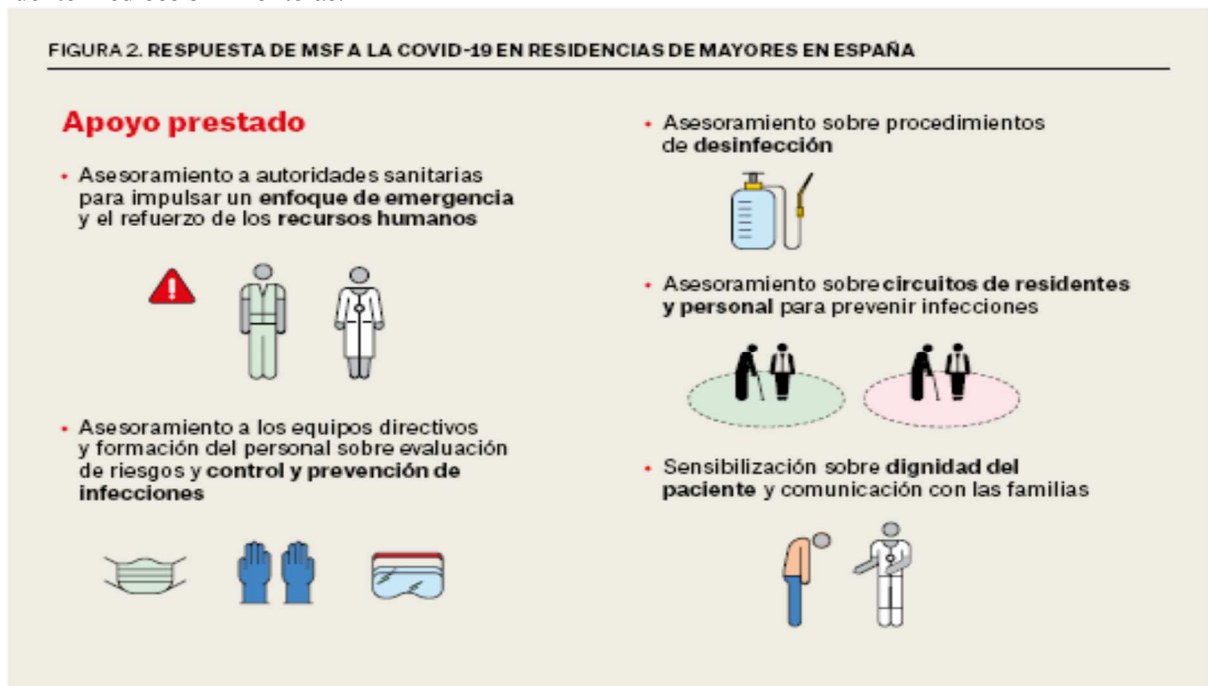 FIGURA 2. RESPUESTA DE MSF A LA COVID-19 EN RESIDENCIAS DE MAYORES EN ESPAÑA
Apoyo prestado
• Asesoramiento a autoridades sanitarias
para impulsar un enfoque de emergencia
y el refuerzo de los recursos humanos
• Asesoramiento a los equipos directivos
y formación del personal sobre evaluación
de riesgos y control y prevención de
infecciones
• Asesoramiento sobre procedimientos
de desinfección
• Asesoramiento sobre circuitos de residentes
y personal para prevenir infecciones
• Sensibilización sobre dignidad del
paciente y comunicación con las familias